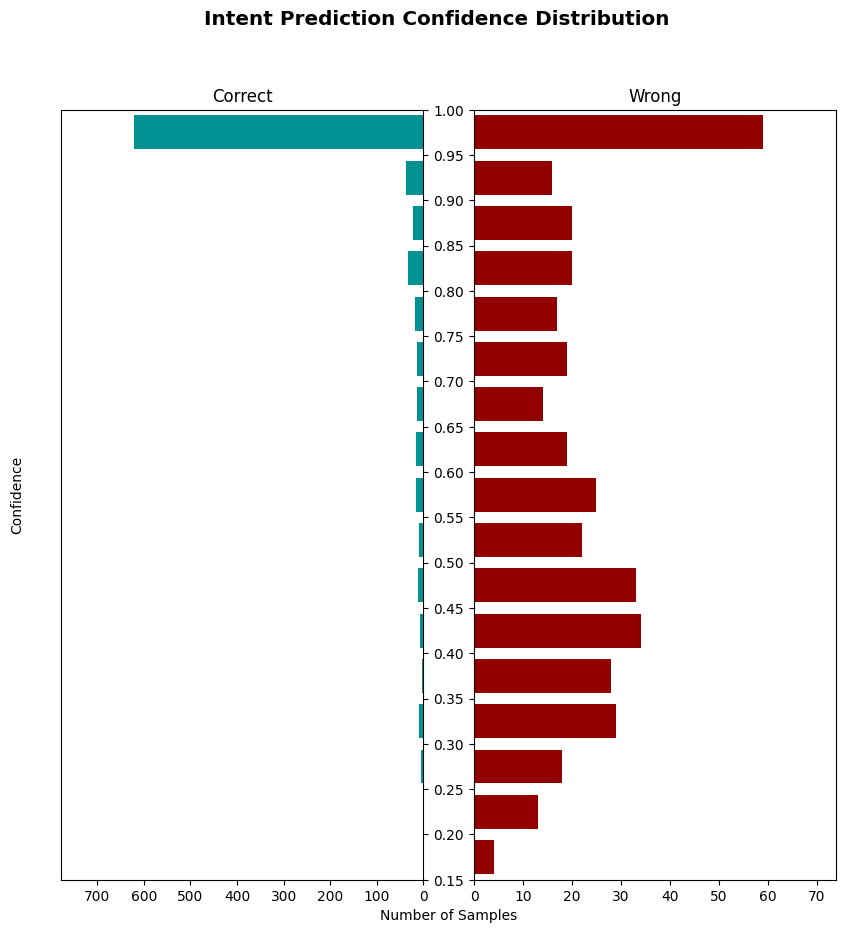 Intent Prediction Confidence Distribution
Correct
Wrong
1.00
0.95
0.90
0.85
0.80
0.75
0.70
0.65
0.60
0.55
0.50
0.45
0.40
0.35
0.30
0.25
0.20
0.15
Confidence
700 600 500 400 300 200 100 0
0 10 20 30 40 50 60 70
Number of Samples